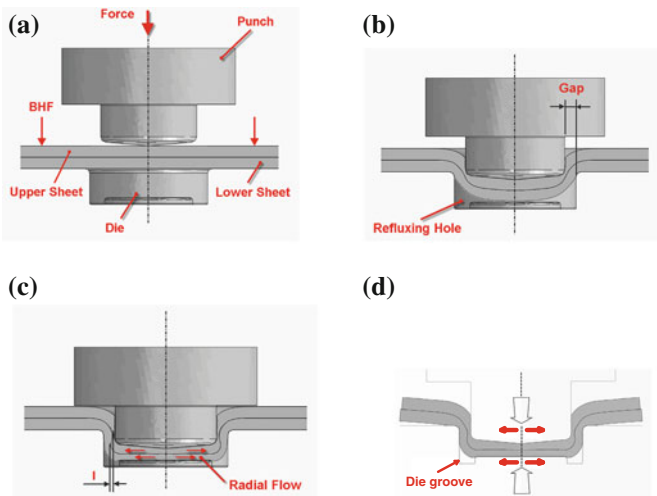 (a)
Force
Punch
BHF
Upper Sheet
Lower Sheet
Die
(b)
Gap
Refluxing Hole
(c)
I
Radial Flow
(d)
Die groove